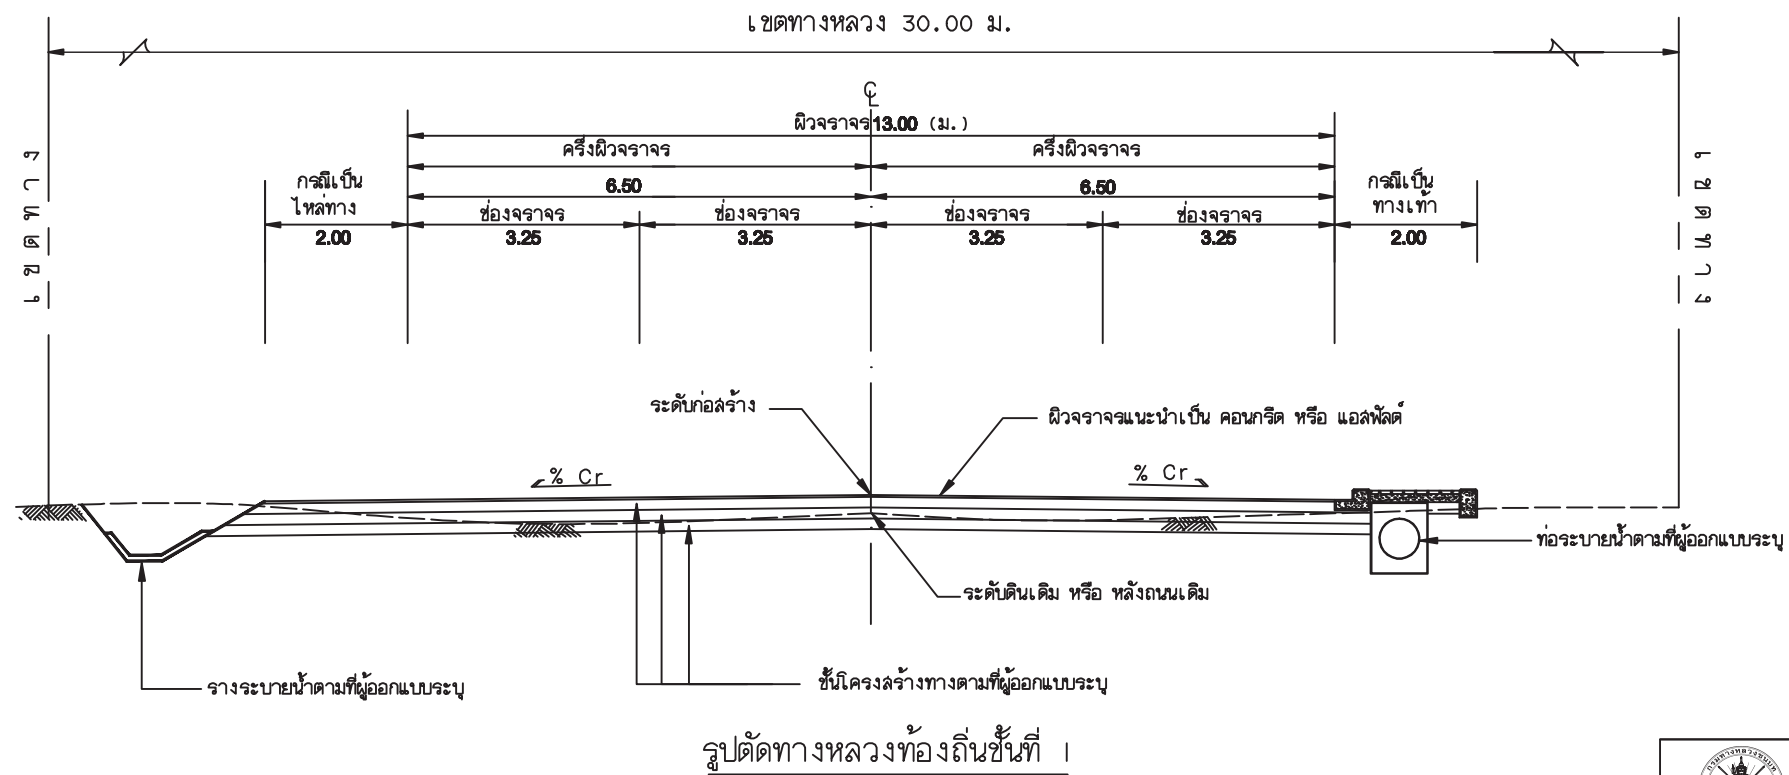 เขตทางหลวง 30.00 ม.
C L
ผิวจราจร 13.00 (ม.)
ครึ่งผิวจราจร
ครึ่งผิวจราจร
6.50
6.50
กรณีเป็น
ไหล่ทาง
2.00
ช่องจราจร
3.25
ช่องจราจร
3.25
ช่องจราจร
3.25
ช่องจราจร
3.25
กรณีเป็น
ทางเท้า
2.00
เขตทาง
เขตทาง
ระดับก่อสร้าง
ผิวจราจรแนะนำเป็น คอนกรีต หรือ แอสฟัลต์
% Cr
% Cr
ท่อระบายน้ำตามที่ผู้ออกแบบระบุ
ระดับดินเดิม หรือ หลังถนนเดิม
รางระบายน้ำตามที่ผู้ออกแบบระบุ
ชั้นโครงสร้างทางตามที่ผู้ออกแบบระบุ
รูปตัดทางหลวงท้องถิ่นชั้นที่ 1